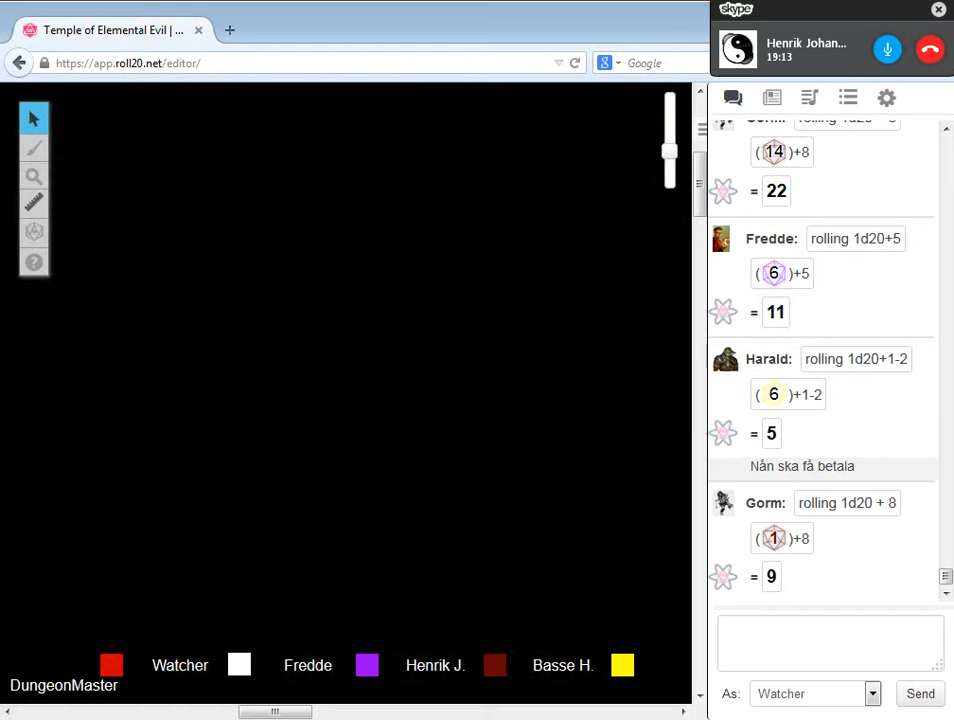 Temple of Elemental Evil | ...
https://app.roll20.net/editor/
Google
skype
Henrik Johan...
19:13
(14)+8
= 22
Fredde: rolling 1d20+5
(6)+5
= 11
Harald: rolling 1d20+1-2
(6)+1-2
= 5
Nån ska få betala
Gorm: rolling 1d20 + 8
(1)+8
= 9
Watcher Fredde Henrik J. Basse H.
DungeonMaster
As: Watcher Send